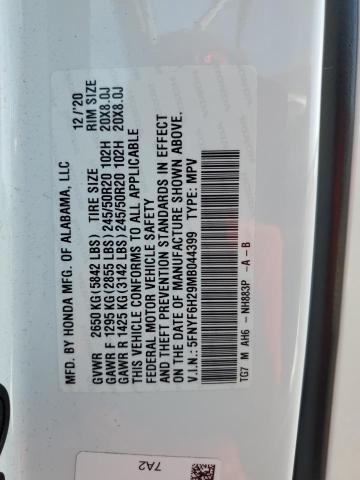 MFD. BY HONDA MFG. OF ALABAMA, LLC 12/'20
GVWR 2650 KG(5842 LBS) TIRE SIZE RIM SIZE
GAWR F 1295 KG(2855 LBS) 245/50R20 102H 20X8.0J
GAWR R 1425 KG(3142 LBS) 245/50R20 102H 20X8.0J
THIS VEHICLE CONFORMS TO ALL APPLICABLE
FEDERAL MOTOR VEHICLE SAFETY
AND THEFT PREVENTION STANDARDS IN EFFECT
ON THE DATE OF MANUFACTURE SHOWN ABOVE.
V.I.N.: 5FNYF6H29MB044399 TYPE: MPV
TG7 M AH6 - NH883P -A-B
7A2